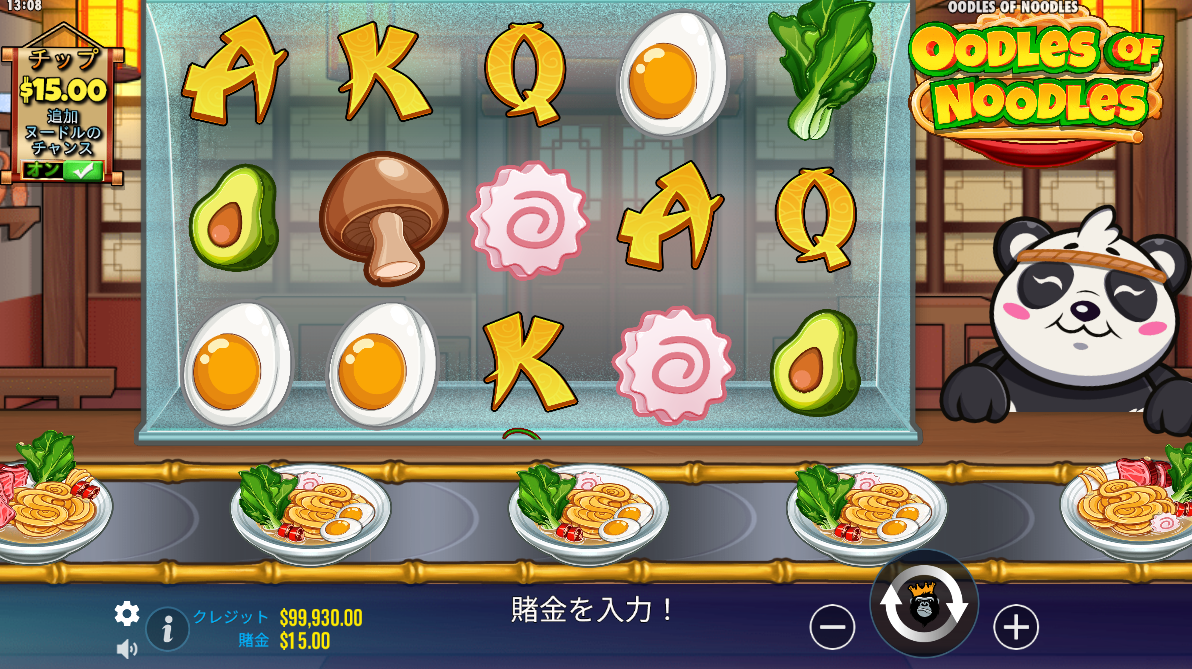 13:08
OODLES OF NOODLES
チップ
$15.00
追加
ヌードルの
チャンス
オン
OODLES OF
NOODLES
A K Q
A Q
K
賭金を入力！
クレジット $99,930.00
賭金 $15.00